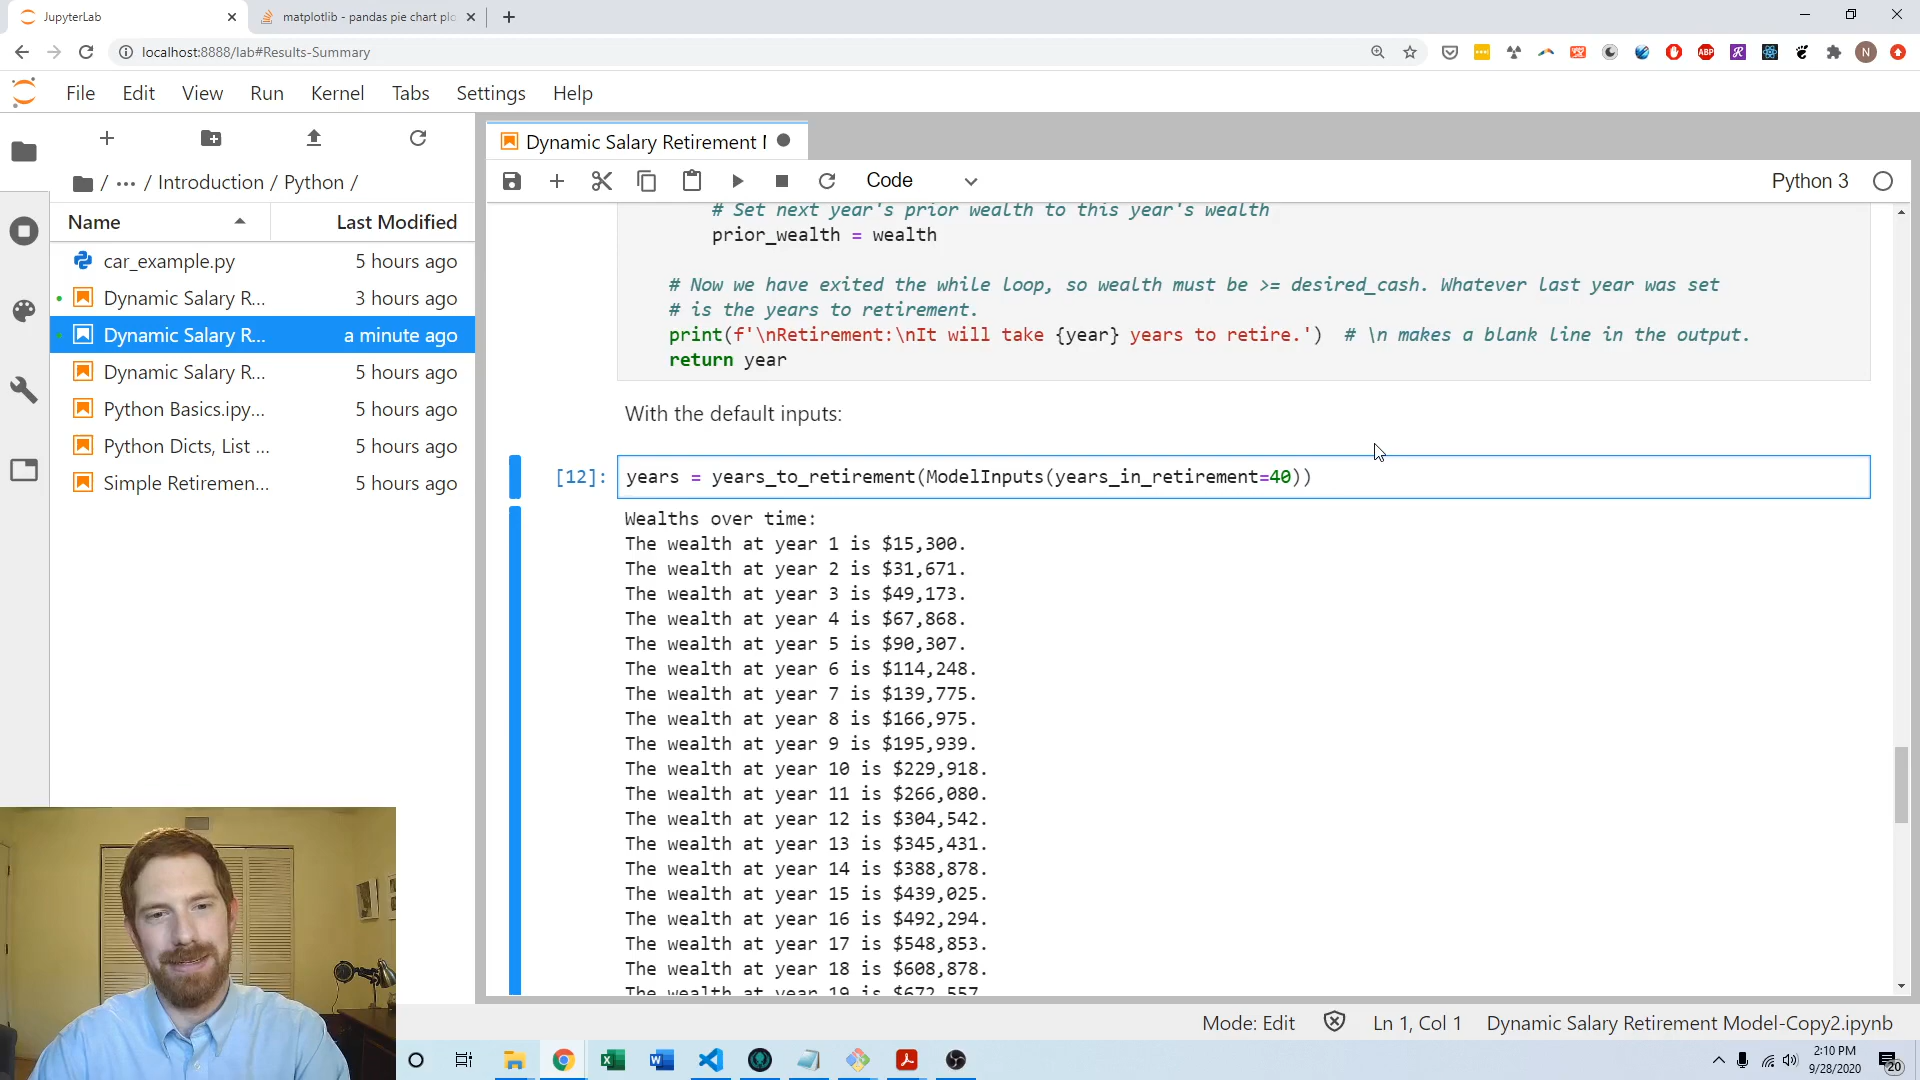 JupyterLab
matplotlib - pandas pie chart plo
localhost:8888/lab#Results-Summary
N
File Edit View Run Kernel Tabs Settings Help
/ ... / Introduction / Python /
Name Last Modified
car_example.py 5 hours ago
Dynamic Salary R... 3 hours ago
Dynamic Salary R... a minute ago
Dynamic Salary R... 5 hours ago
Python Basics.ipy... 5 hours ago
Python Dicts, List ... 5 hours ago
Simple Retiremen... 5 hours ago
Dynamic Salary Retirement
Code
Python 3
# Set next year's prior wealth to this year's wealth
prior_wealth = wealth
# Now we have exited the while loop, so wealth must be >= desired_cash. Whatever last year was set
# is the years to retirement.
print(f'\nRetirement:\nIt will take {year} years to retire.') # \n makes a blank line in the output.
return year
With the default inputs:
[12]: years = years_to_retirement(ModelInputs(years_in_retirement=40))
Wealths over time:
The wealth at year 1 is $15,300.
The wealth at year 2 is $31,671.
The wealth at year 3 is $49,173.
The wealth at year 4 is $67,868.
The wealth at year 5 is $90,307.
The wealth at year 6 is $114,248.
The wealth at year 7 is $139,775.
The wealth at year 8 is $166,975.
The wealth at year 9 is $195,939.
The wealth at year 10 is $229,918.
The wealth at year 11 is $266,080.
The wealth at year 12 is $304,542.
The wealth at year 13 is $345,431.
The wealth at year 14 is $388,878.
The wealth at year 15 is $439,025.
The wealth at year 16 is $492,294.
The wealth at year 17 is $548,853.
The wealth at year 18 is $608,878.
The wealth at year 19 is $672,557
Mode: Edit
Ln 1, Col 1
Dynamic Salary Retirement Model-Copy2.ipynb
2:10 PM
9/28/2020
20